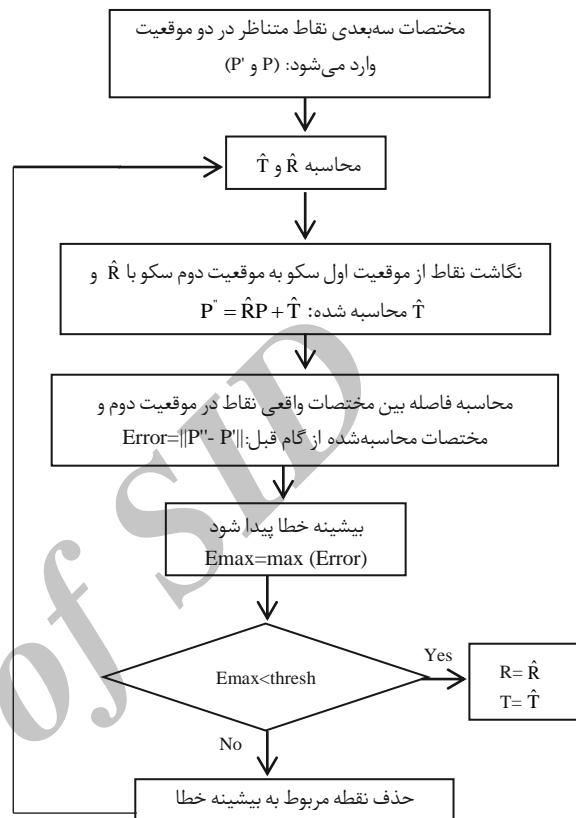 مختصات سه‌بعدی نقاط متناظر در دو موقعیت
وارد می‌شود: (P و P')
محاسبه R̂ و T̂
نگاشت نقاط از موقعیت اول سکو به موقعیت دوم سکو با R̂ و
T̂ محاسبه شده: P" = R̂P + T̂
محاسبه فاصله بین مختصات واقعی نقاط در موقعیت دوم و
مختصات محاسبه‌شده از گام قبل: Error=||P"- P'||
بیشینه خطا پیدا شود
Emax=max (Error)
Emax<thresh
Yes
R= R̂
T= T̂
No
حذف نقطه مربوط به بیشینه خطا
of SID